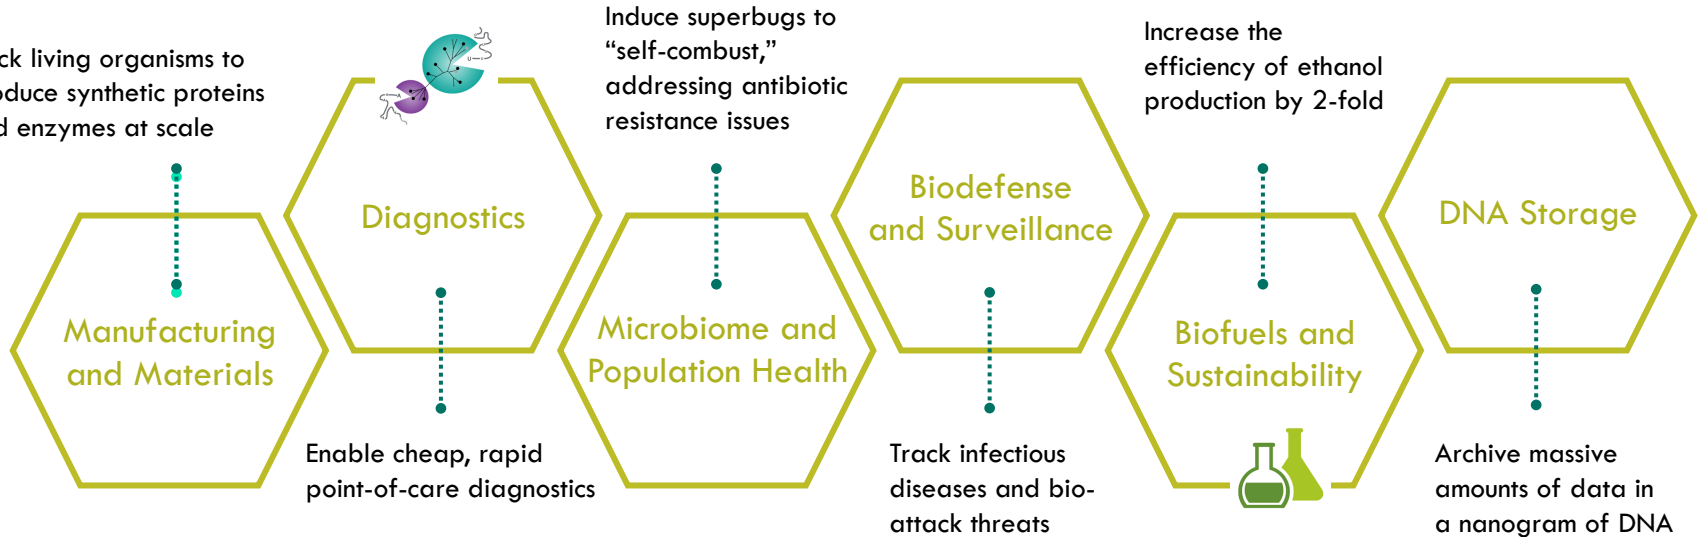 living organisms to
synthetic proteins
enzymes at scale
Manufacturing
and Materials
Diagnostics
Enable cheap, rapid
point-of-care diagnostics
Induce superbugs to
“self-combust,”
addressing antibiotic
resistance issues
Microbiome and
Population Health
Biodefense
and Surveillance
Track infectious
diseases and bio-
attack threats
Increase the
efficiency of ethanol
production by 2-fold
Biofuels and
Sustainability
DNA Storage
Archive massive
amounts of data in
a nanogram of DNA